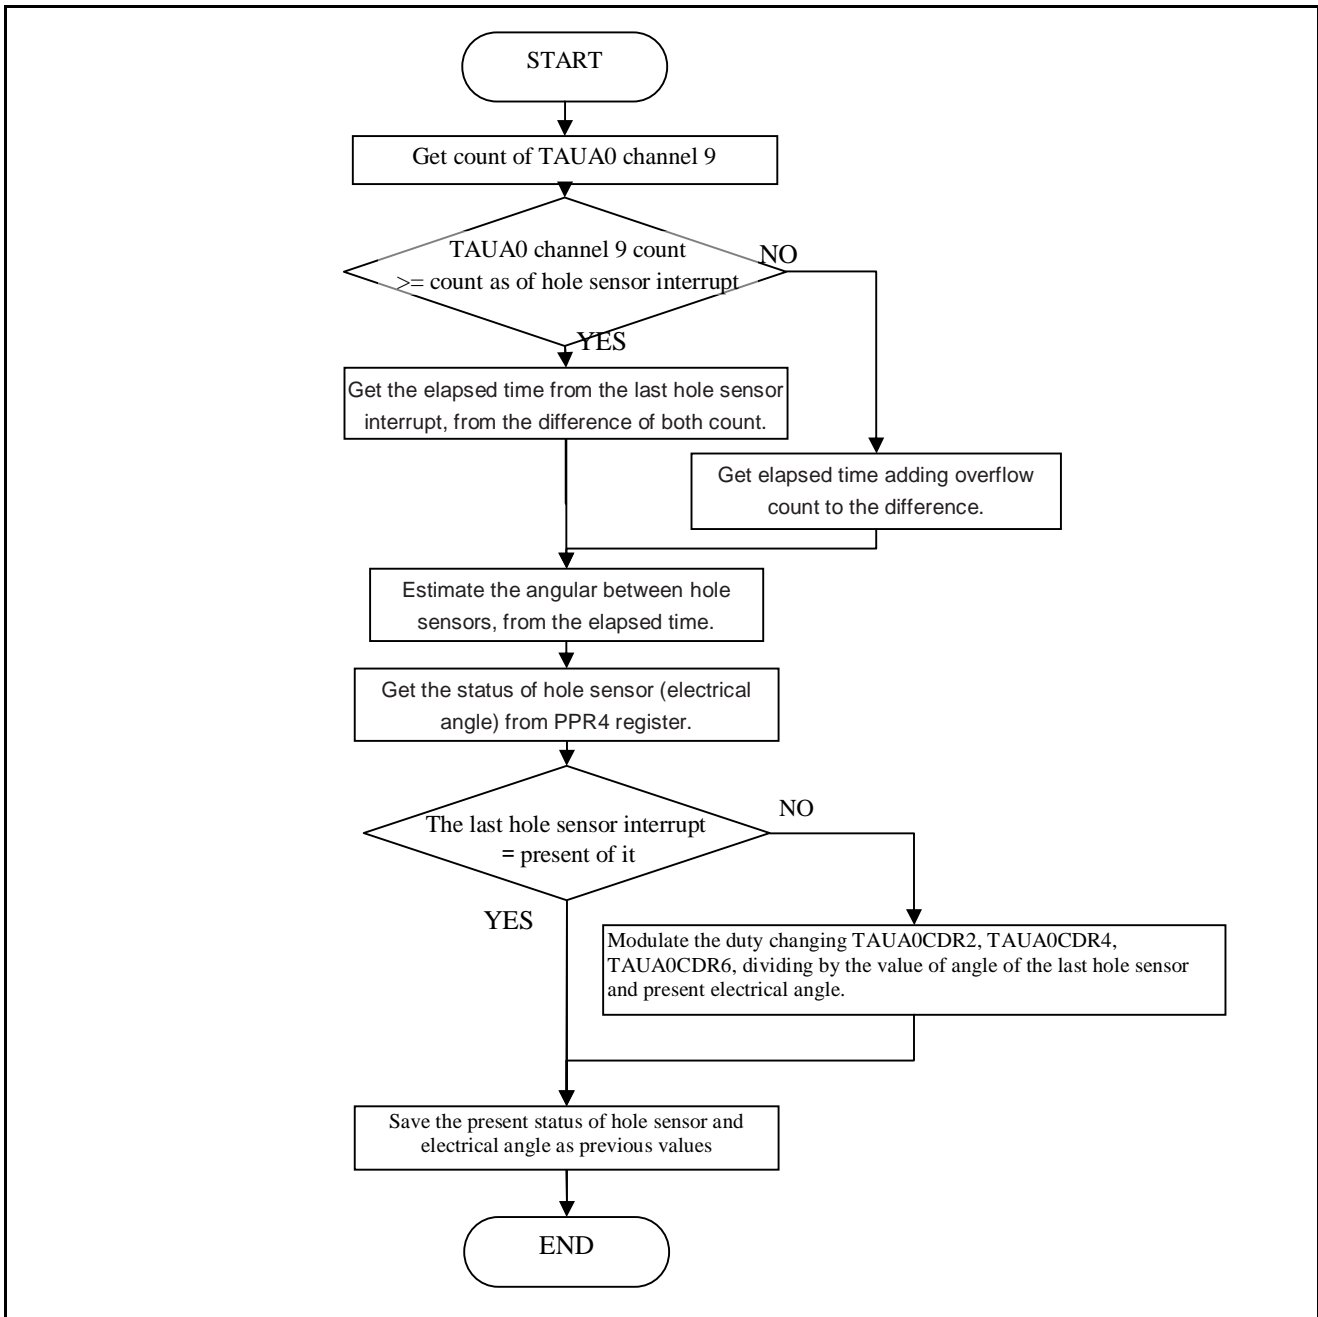 START
Get count of TAUA0 channel 9
TAUA0 channel 9 count
>= count as of hole sensor interrupt
NO
YES
Get the elapsed time from the last hole sensor
interrupt, from the difference of both count.
Get elapsed time adding overflow
count to the difference.
Estimate the angular between hole
sensors, from the elapsed time.
Get the status of hole sensor (electrical
angle) from PPR4 register.
The last hole sensor interrupt
= present of it
NO
YES
Modulate the duty changing TAUA0CDR2, TAUA0CDR4,
TAUA0CDR6, dividing by the value of angle of the last hole sensor
and present electrical angle.
Save the present status of hole sensor and
electrical angle as previous values
END